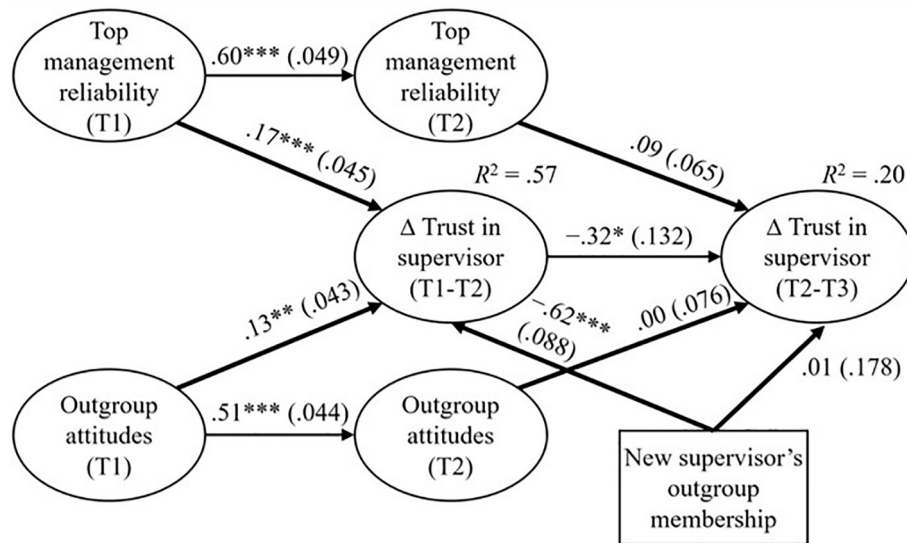 Top
management
reliability
(T1)
.60*** (.049)
Top
management
reliability
(T2)
.17*** (.045)
.09 (.065)
R² = .57
R² = .20
Δ Trust in
supervisor
(T1-T2)
−.32* (.132)
Δ Trust in
supervisor
(T2-T3)
.13** (.043)
−.62***
(.088)
.00 (.076)
.01 (.178)
Outgroup
attitudes
(T1)
.51*** (.044)
Outgroup
attitudes
(T2)
New supervisor’s
outgroup
membership